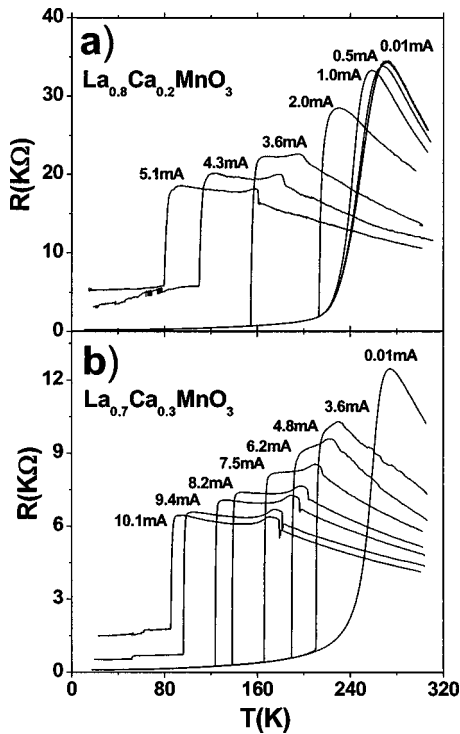 40
a)
La₀.₈Ca₀.₂MnO₃
0.01mA
0.5mA
1.0mA
2.0mA
3.6mA
4.3mA
5.1mA
30
20
10
0
R(KΩ)
b)
La₀.₇Ca₀.₃MnO₃
0.01mA
3.6mA
4.8mA
6.2mA
7.5mA
8.2mA
9.4mA
10.1mA
12
9
6
3
0
R(KΩ)
0 80 160 240 320
T(K)